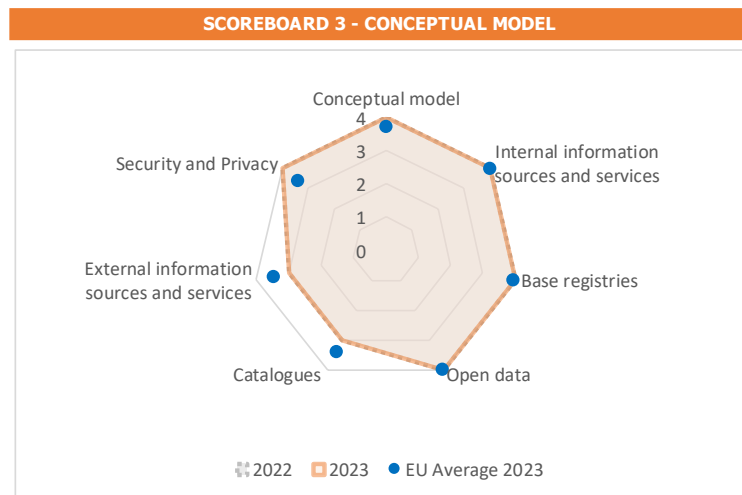 SCOREBOARD 3 - CONCEPTUAL MODEL
Conceptual model
4
3
2
1
0
Internal information
sources and services
Base registries
Open data
Catalogues
External information
sources and services
Security and Privacy
2022
2023
EU Average 2023